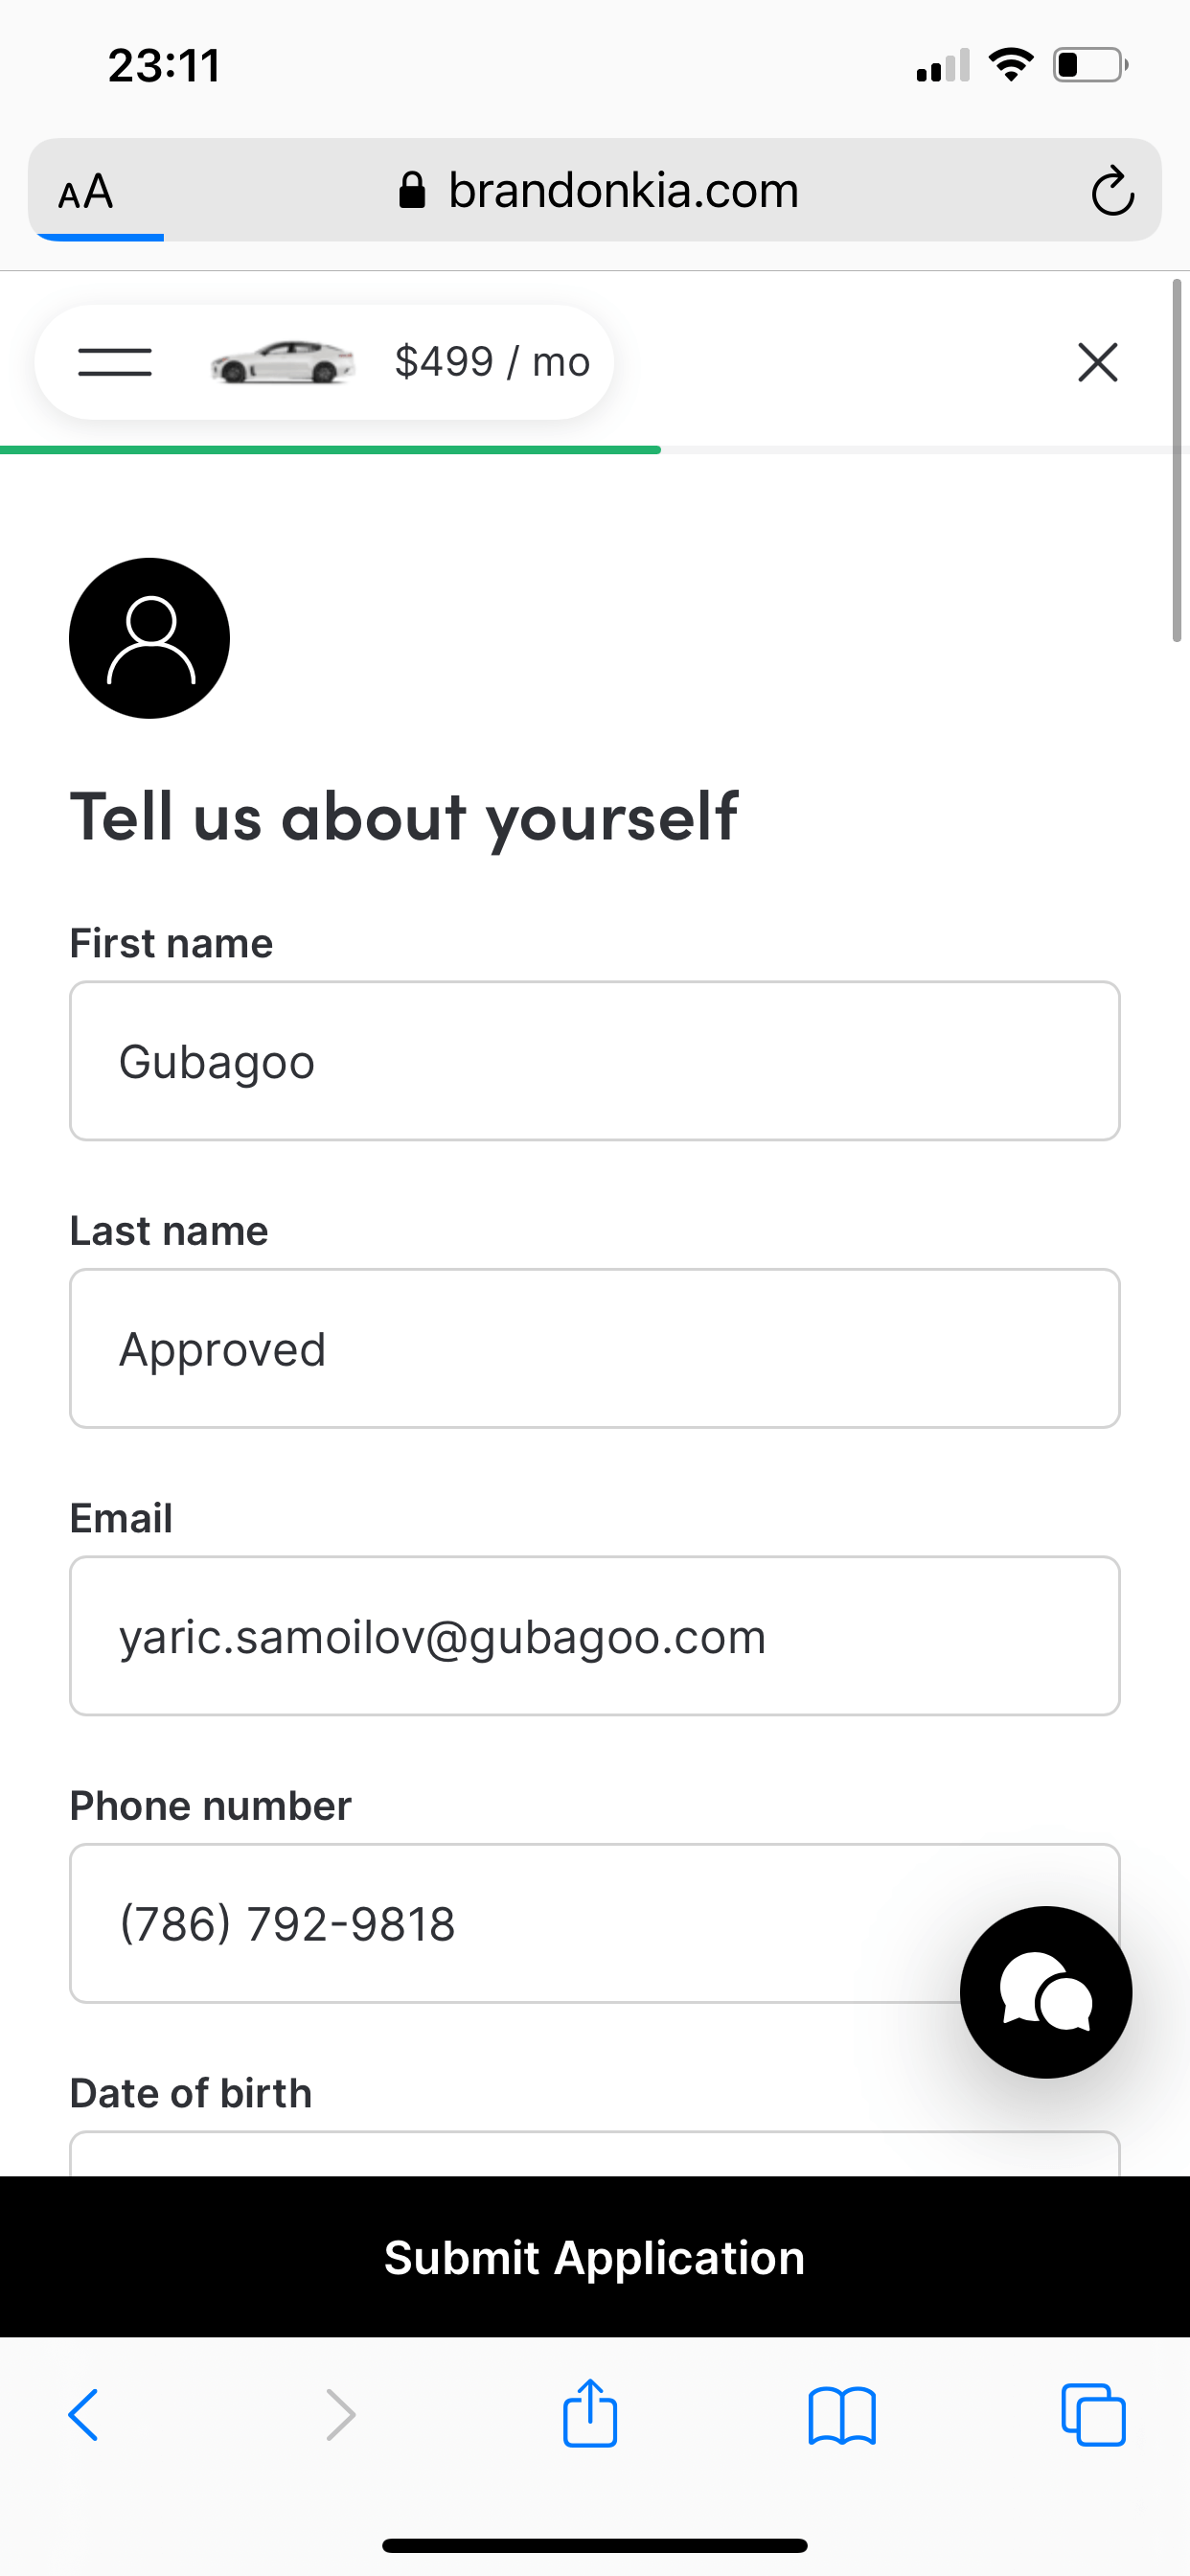 23:11
AA
brandonkia.com
$499 / mo
Tell us about yourself
First name
Gubagoo
Last name
Approved
Email
yaric.samoilov@gubagoo.com
Phone number
(786) 792-9818
Date of birth
Submit Application